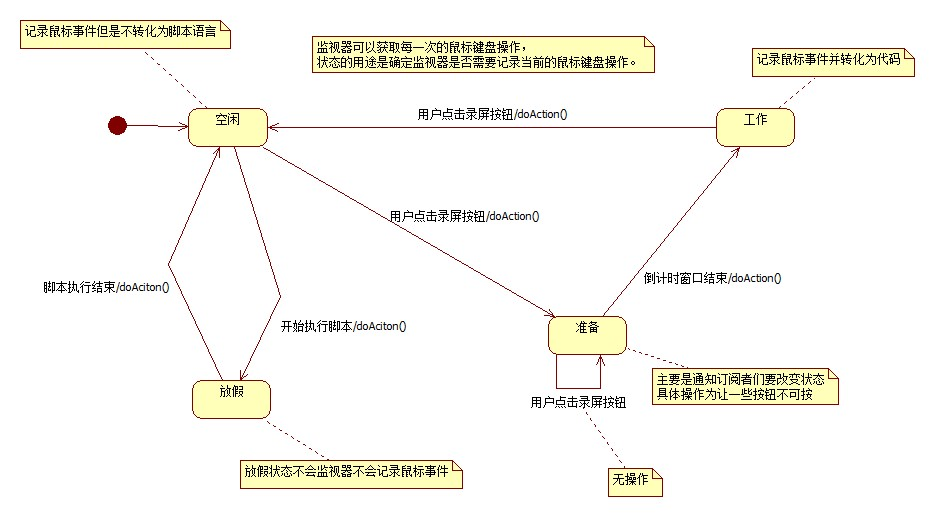 记录鼠标事件但是不转化为脚本语言
监视器可以获取每一次的鼠标键盘操作，
状态的用途是确定监视器是否需要记录当前的鼠标键盘操作。
记录鼠标事件并转化为代码
空闲
用户点击录屏按钮/doAction()
工作
用户点击录屏按钮/doAction()
脚本执行结束/doAciton()
倒计时窗口结束/doAction()
开始执行脚本/doAciton()
准备
放假
主要是通知订阅者们要改变状态
具体操作为让一些按钮不可按
用户点击录屏按钮
放假状态不会监视器不会记录鼠标事件
无操作